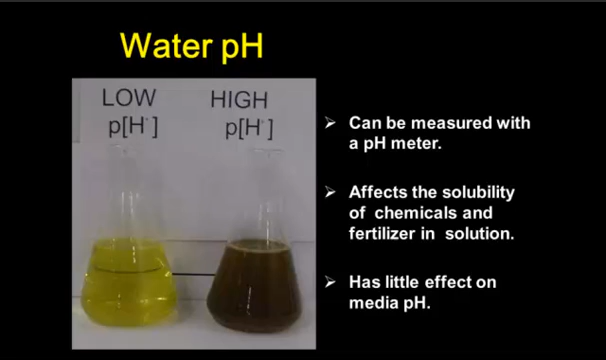 Water pH
LOW HIGH
p[H⁺] p[H⁺]
➢ Can be measured with
a pH meter.
➢ Affects the solubility
of chemicals and
fertilizer in solution.
➢ Has little effect on
media pH.